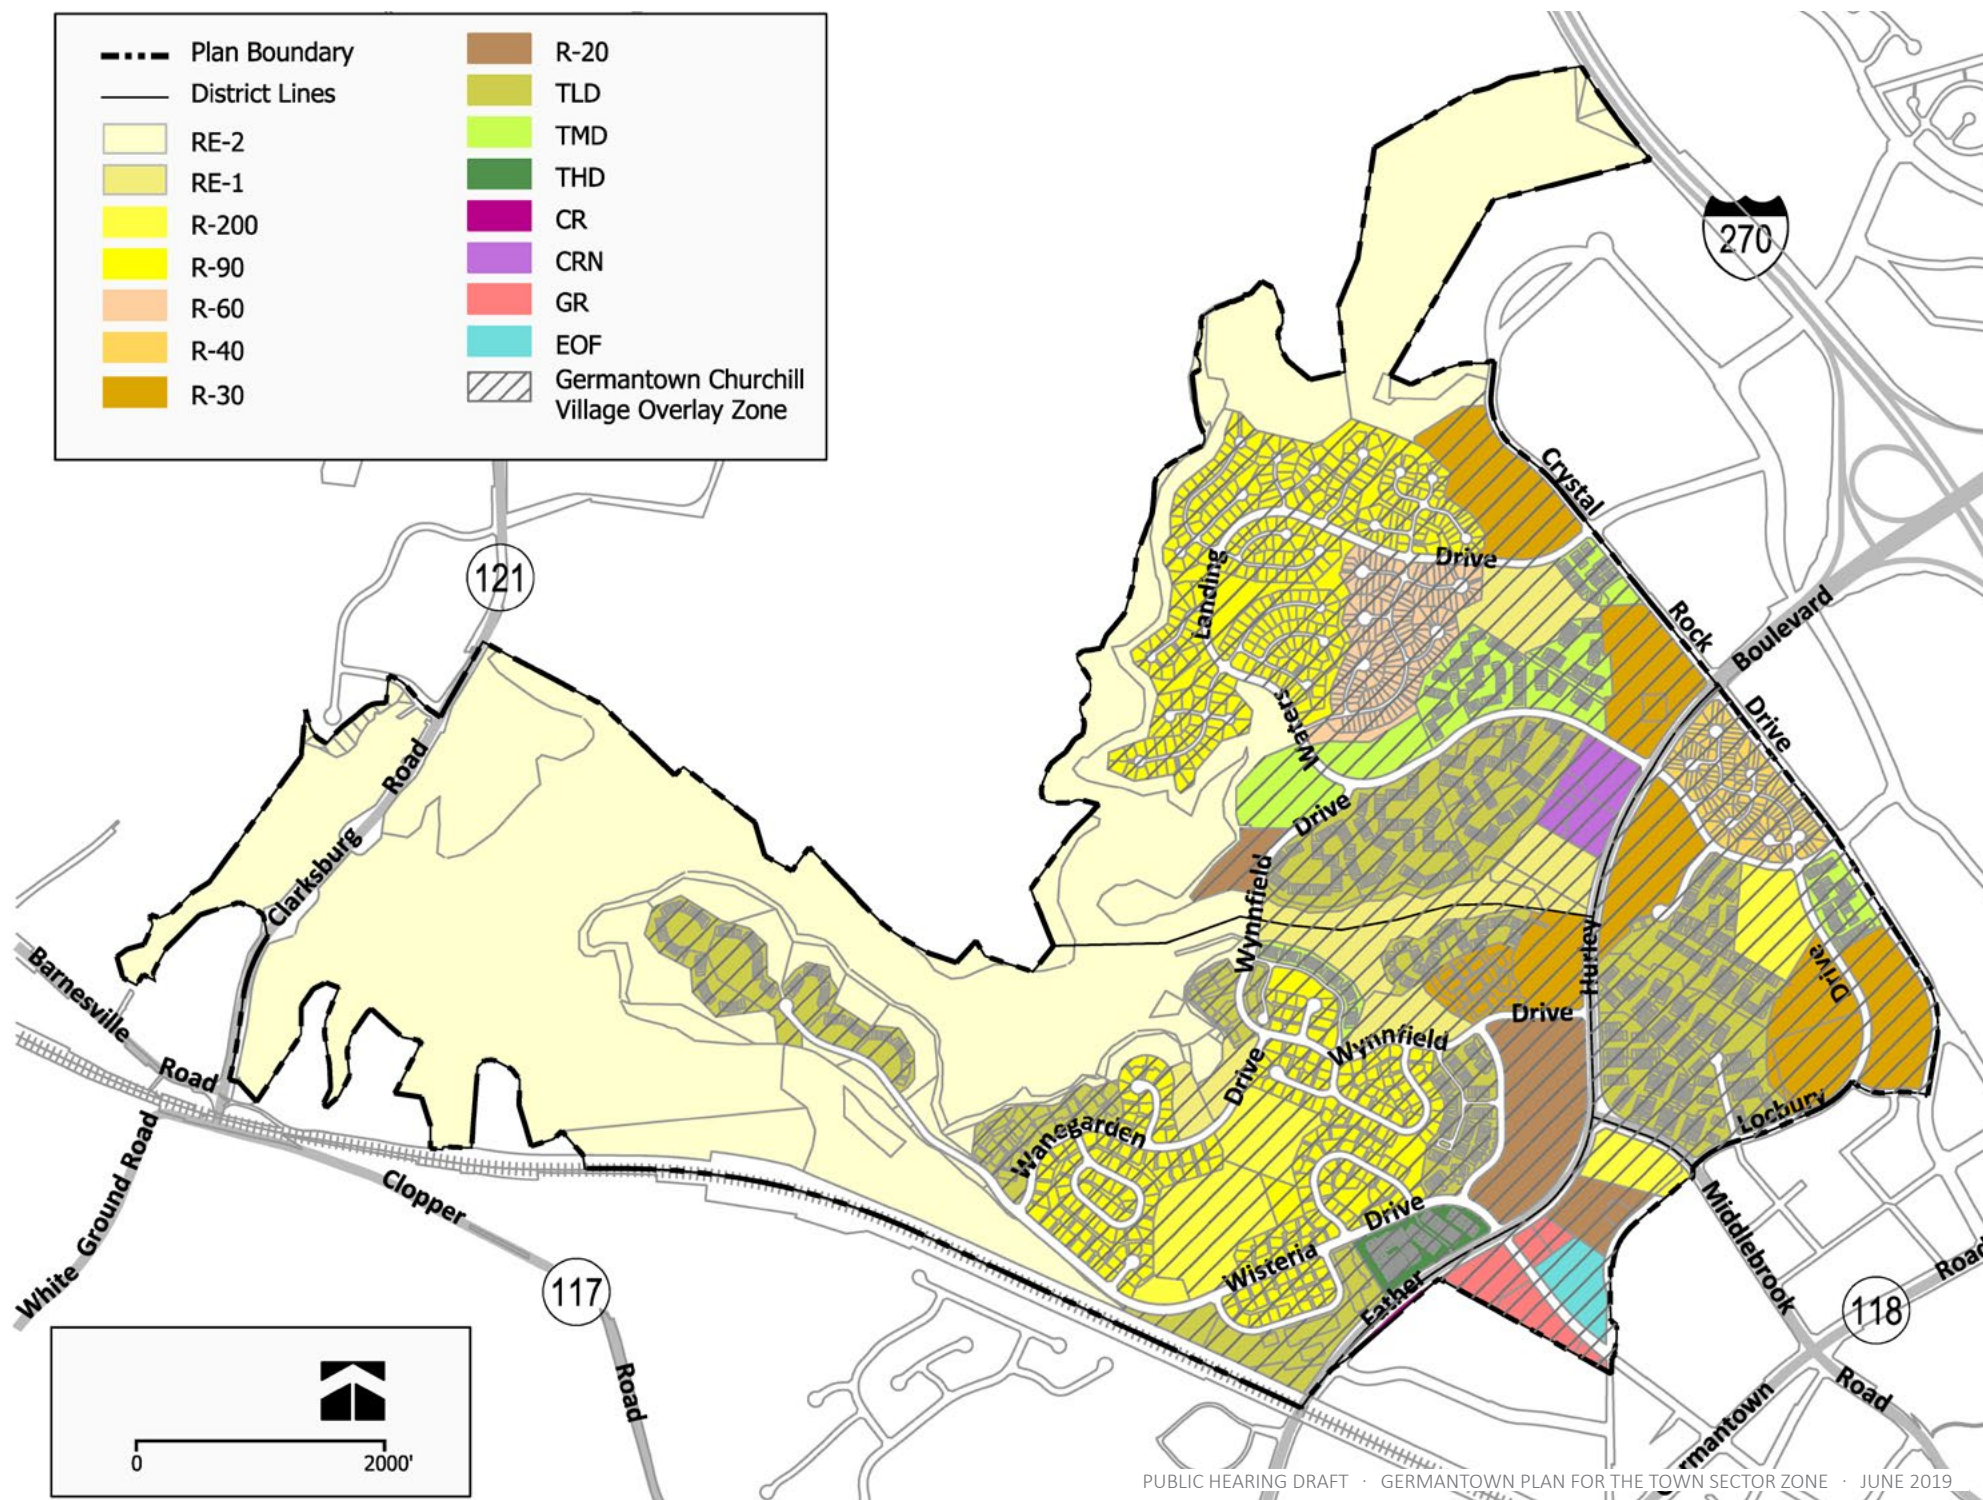 Plan Boundary
District Lines
RE-2
RE-1
R-200
R-90
R-60
R-40
R-30
R-20
TLD
TMD
THD
CR
CRN
GR
EOF
Germantown Churchill
Village Overlay Zone
270
Crystal
Rock
Drive
Boulevard
121
Landing
Drive
Waters
Drive
Clarksburg
Road
Wynnfield
Hurley
Drive
Drive
Wynnfield
Drive
Barnesville
Road
Locbury
Wanegarden
Drive
Wisteria
Father
Middlebrook
Road
118
Road
White Ground Road
Clopper
117
Road
rmantown
0
2000'
PUBLIC HEARING DRAFT · GERMANTOWN PLAN FOR THE TOWN SECTOR ZONE · JUNE 2019